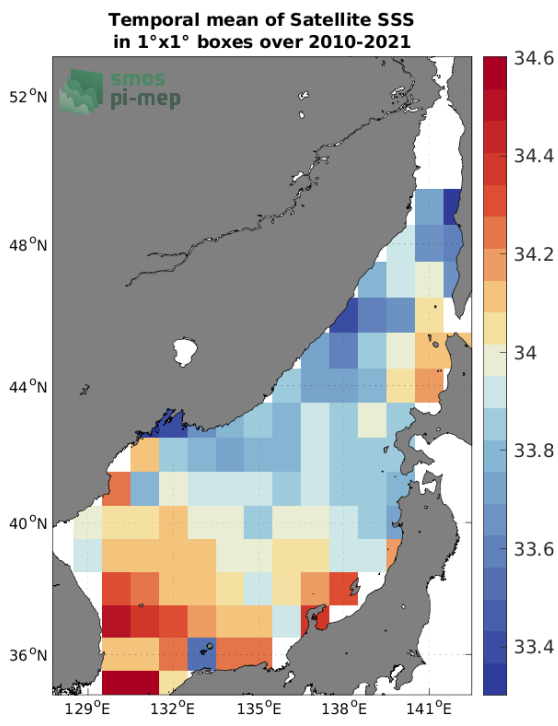 Temporal mean of Satellite SSS
in 1°x1° boxes over 2010-2021
smos
pi-mep
52°N
48°N
44°N
40°N
36°N
129°E
132°E
135°E
138°E
141°E
34.6
34.4
34.2
34
33.8
33.6
33.4